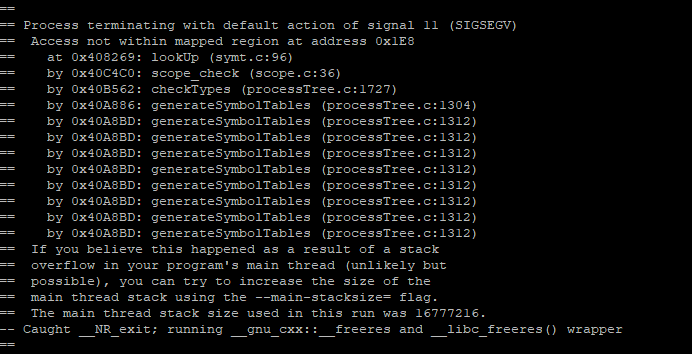 ==
== Process terminating with default action of signal 11 (SIGSEGV)
==  Access not within mapped region at address 0x1E8
==    at 0x408269: lookUp (symt.c:96)
==    by 0x40C4C0: scope_check (scope.c:36)
==    by 0x40B562: checkTypes (processTree.c:1727)
==    by 0x40A886: generateSymbolTables (processTree.c:1304)
==    by 0x40A8BD: generateSymbolTables (processTree.c:1312)
==    by 0x40A8BD: generateSymbolTables (processTree.c:1312)
==    by 0x40A8BD: generateSymbolTables (processTree.c:1312)
==    by 0x40A8BD: generateSymbolTables (processTree.c:1312)
==    by 0x40A8BD: generateSymbolTables (processTree.c:1312)
==    by 0x40A8BD: generateSymbolTables (processTree.c:1312)
==    by 0x40A8BD: generateSymbolTables (processTree.c:1312)
==    by 0x40A8BD: generateSymbolTables (processTree.c:1312)
==  If you believe this happened as a result of a stack
==  overflow in your program's main thread (unlikely but
==  possible), you can try to increase the size of the
==  main thread stack using the --main-stacksize= flag.
==  The main thread stack size used in this run was 16777216.
-- Caught __NR_exit; running __gnu_cxx::__freeres and __libc_freeres() wrapper
==